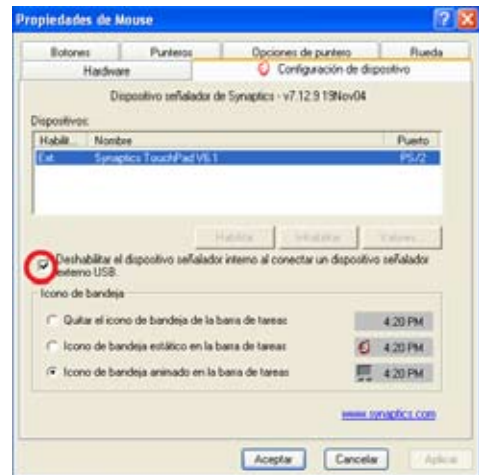 Propiedades de Mouse
Botones Punteros Opciones de puntero Rueda
Hardware Configuración de dispositivo
Dispositivo señalador de Synaptics - v7.12.9 19Nov04
Dispositivos:
Habilit... Nombre Puerto
Ext. Synaptics TouchPad V6.1 PS/2
Habilitar Inhabilitar Valores...
Deshabilitar el dispositivo señalador interno al conectar un dispositivo señalador
externo USB.
Icono de bandeja
Quitar el icono de bandeja de la barra de tareas 4:20 PM
Icono de bandeja estático en la barra de tareas 4:20 PM
Icono de bandeja animado en la barra de tareas 4:20 PM
www.synaptics.com
Aceptar Cancelar Aplicar